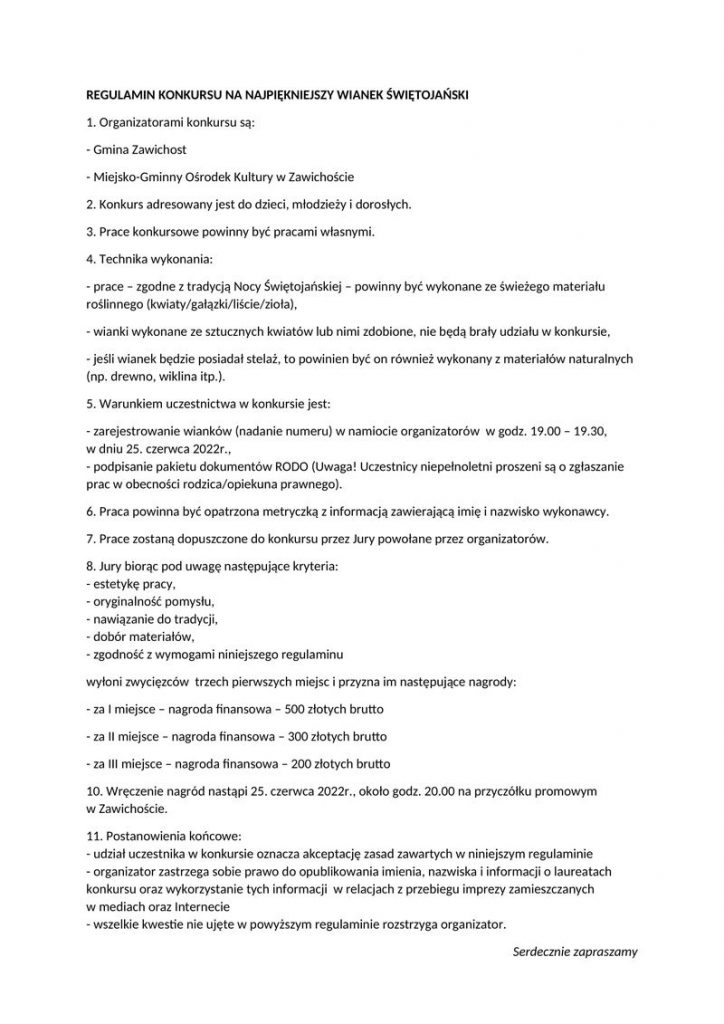 REGULAMIN KONKURSU NA NAJPIĘKNIEJSZY WIANEK ŚWIĘTOJAŃSKI
1. Organizatorami konkursu są:
- Gmina Zawichost
- Miejsko-Gminny Ośrodek Kultury w Zawichoście
2. Konkurs adresowany jest do dzieci, młodzieży i dorosłych.
3. Prace konkursowe powinny być pracami własnymi.
4. Technika wykonania:
- prace – zgodne z tradycją Nocy Świętojańskiej – powinny być wykonane ze świeżego materiału
roślinnego (kwiaty/gałązki/liście/zioła),
- wianki wykonane ze sztucznych kwiatów lub nimi zdobione, nie będą brały udziału w konkursie,
- jeśli wianek będzie posiadał stelaż, to powinien być on również wykonany z materiałów naturalnych
(np. drewno, wiklina itp.).
5. Warunkiem uczestnictwa w konkursie jest:
- zarejestrowanie wianków (nadanie numeru) w namiocie organizatorów w godz. 19.00 – 19.30,
w dniu 25. czerwca 2022r.,
- podpisanie pakietu dokumentów RODO (Uwaga! Uczestnicy niepełnoletni proszeni są o zgłaszanie
prac w obecności rodzica/opiekuna prawnego).
6. Praca powinna być opatrzona metryczką z informacją zawierającą imię i nazwisko wykonawcy.
7. Prace zostaną dopuszczone do konkursu przez Jury powołane przez organizatorów.
8. Jury biorąc pod uwagę następujące kryteria:
- estetykę pracy,
- oryginalność pomysłu,
- nawiązanie do tradycji,
- dobór materiałów,
- zgodność z wymogami niniejszego regulaminu
wyłoni zwycięzców trzech pierwszych miejsc i przyzna im następujące nagrody:
- za I miejsce – nagroda finansowa – 500 złotych brutto
- za II miejsce – nagroda finansowa – 300 złotych brutto
- za III miejsce – nagroda finansowa – 200 złotych brutto
10. Wręczenie nagród nastąpi 25. czerwca 2022r., około godz. 20.00 na przyczółku promowym
w Zawichoście.
11. Postanowienia końcowe:
- udział uczestnika w konkursie oznacza akceptację zasad zawartych w niniejszym regulaminie
- organizator zastrzega sobie prawo do opublikowania imienia, nazwiska i informacji o laureatach
konkursu oraz wykorzystanie tych informacji w relacjach z przebiegu imprezy zamieszczanych
w mediach oraz Internecie
- wszelkie kwestie nie ujęte w powyższym regulaminie rozstrzyga organizator.
Serdecznie zapraszamy